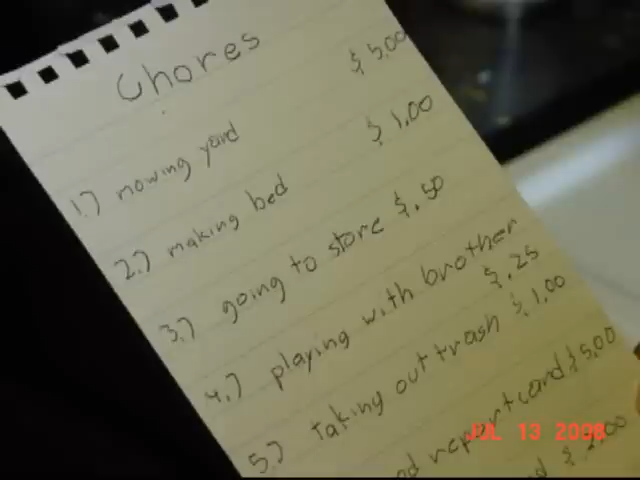 Chores
1.) mowing yard $5.00
2.) making bed $1.00
3.) going to store $.50
4.) playing with brother
$.25
5.) taking out trash $1.00
report card $5.00
JUL 13 2008